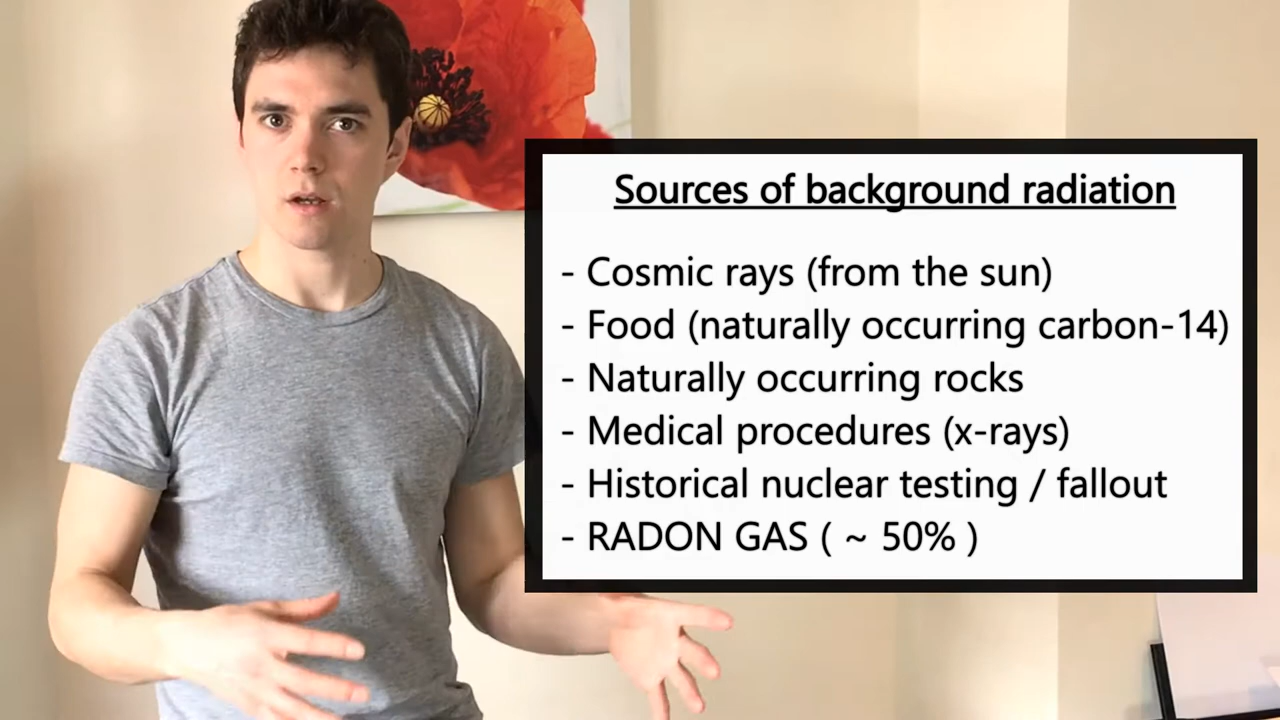 Sources of background radiation
- Cosmic rays (from the sun)
- Food (naturally occurring carbon-14)
- Naturally occurring rocks
- Medical procedures (x-rays)
- Historical nuclear testing / fallout
- RADON GAS ( ~ 50% )